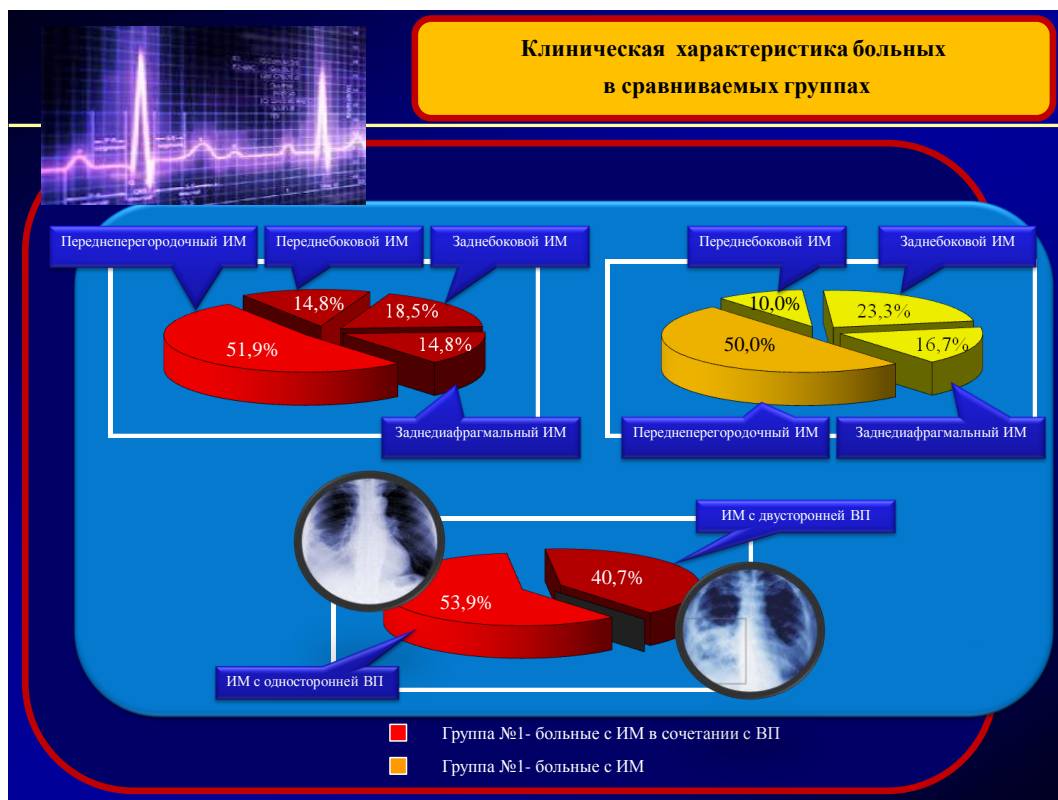 Клиническая характеристика больных
в сравниваемых группах
Переднеперегородочный ИМ
Переднебоковой ИМ
Заднебоковой ИМ
14,8%
18,5%
51,9%
14,8%
Заднедиафрагмальный ИМ
Переднебоковой ИМ
Заднебоковой ИМ
10,0%
23,3%
50,0%
16,7%
Переднеперегородочный ИМ
Заднедиафрагмальный ИМ
ИМ с двусторонней ВП
40,7%
53,9%
ИМ с односторонней ВП
Группа №1- больные с ИМ в сочетании с ВП
Группа №1- больные с ИМ